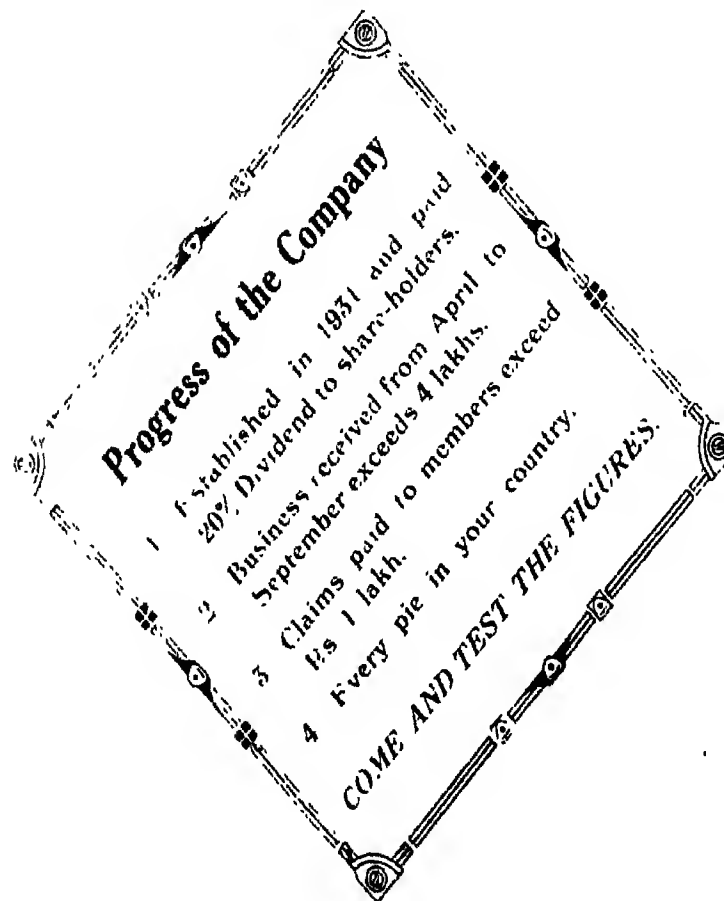 Progress of the Company
1 Established in 1931 and paid
20% Dividend to share-holders.
2 Business received from April to
September exceeds 4 lakhs.
3 Claims paid to members exceed
Rs 1 lakh.
4 Every pie in your country.
COME AND TEST THE FIGURES.